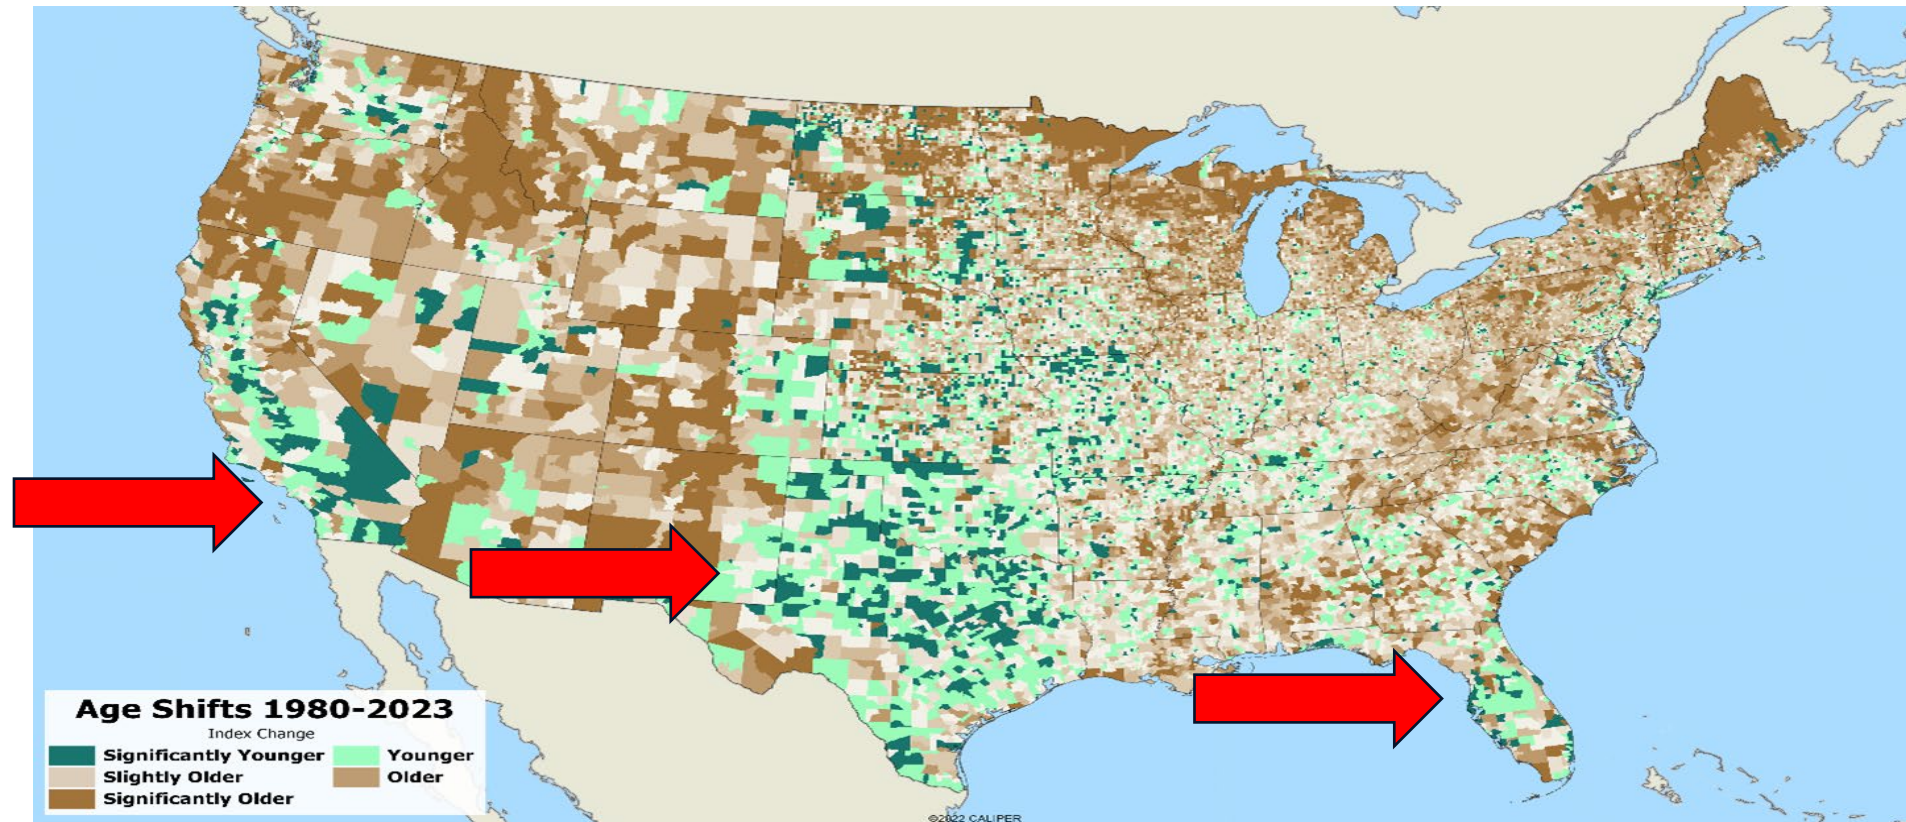 Age Shifts 1980-2023
Index Change
Significantly Younger
Younger
Slightly Older
Older
Significantly Older
©2022 CALIPER